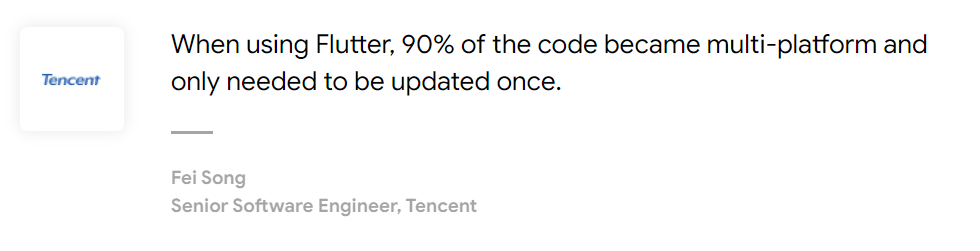 Tencent
When using Flutter, 90% of the code became multi-platform and
only needed to be updated once.
Fei Song
Senior Software Engineer, Tencent